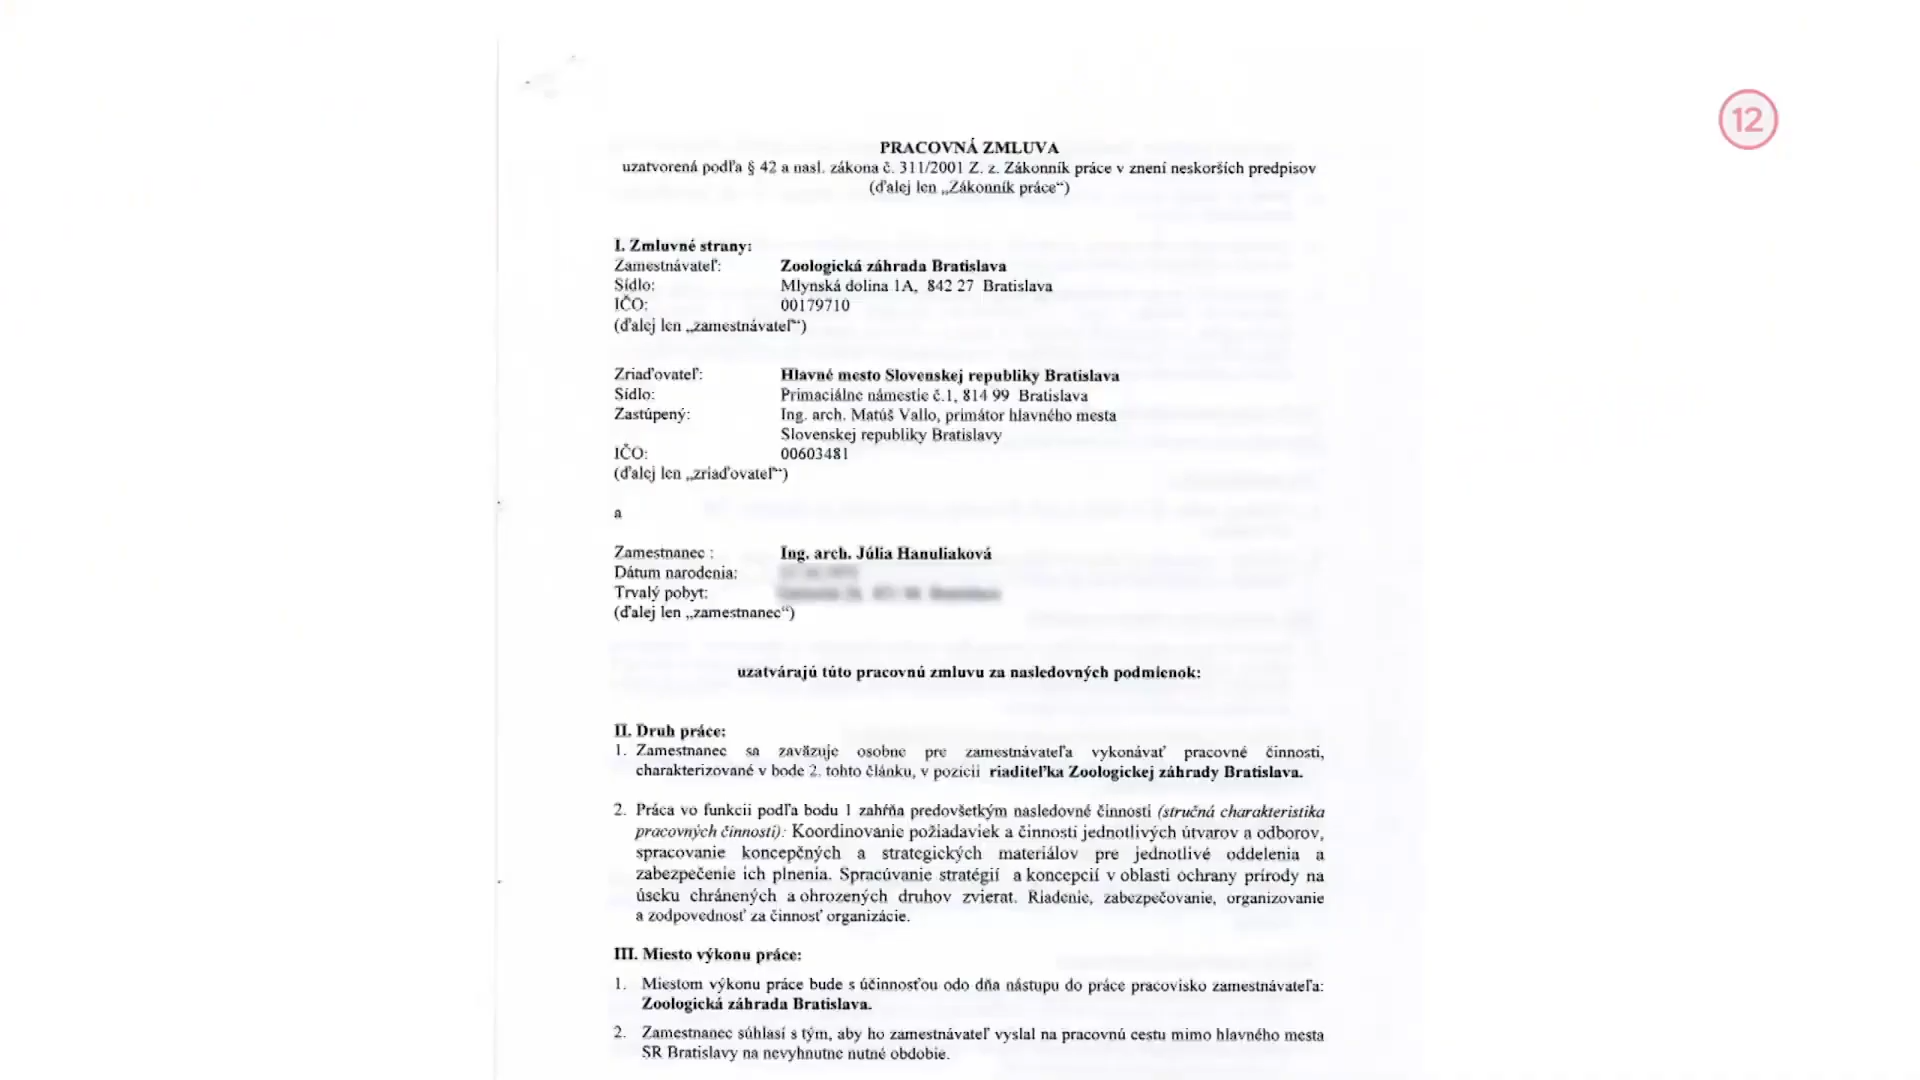 12
PRACOVNÁ ZMLUVA
uzatvorená podľa § 42 a nasl. zákona č. 311/2001 Z. z. Zákonník práce v znení neskorších predpisov
(ďalej len „Zákonník práce“)
I. Zmluvné strany:
Zamestnávateľ: Zoologická záhrada Bratislava
Sídlo: Mlynská dolina 1A, 842 27 Bratislava
IČO: 00179710
(ďalej len „zamestnávateľ“)
Zriaďovateľ: Hlavné mesto Slovenskej republiky Bratislava
Sídlo: Primaciálne námestie č.1, 814 99 Bratislava
Zastúpený: Ing. arch. Matúš Vallo, primátor hlavného mesta
Slovenskej republiky Bratislavy
IČO: 00603481
(ďalej len „zriaďovateľ“)
a
Zamestnanec : Ing. arch. Júlia Hanuliaková
Dátum narodenia:
Trvalý pobyt:
(ďalej len „zamestnanec“)
uzatvárajú túto pracovnú zmluvu za nasledovných podmienok:
II. Druh práce:
1. Zamestnanec sa zaväzuje osobne pre zamestnávateľa vykonávať pracovné činnosti,
charakterizované v bode 2. tohto článku, v pozícii riaditeľka Zoologickej záhrady Bratislava.
2. Práca vo funkcii podľa bodu 1 zahŕňa predovšetkým nasledovné činnosti (stručná charakteristika
pracovných činností): Koordinovanie požiadaviek a činností jednotlivých útvarov a odborov,
spracovanie koncepčných a strategických materiálov pre jednotlivé oddelenia a
zabezpečenie ich plnenia. Spracúvanie stratégií a koncepcií v oblasti ochrany prírody na
úseku chránených a ohrozených druhov zvierat. Riadenie, zabezpečovanie, organizovanie
a zodpovednosť za činnosť organizácie.
III. Miesto výkonu práce:
1. Miestom výkonu práce bude s účinnosťou odo dňa nástupu do práce pracovisko zamestnávateľa:
Zoologická záhrada Bratislava.
2. Zamestnanec súhlasí s tým, aby ho zamestnávateľ vyslal na pracovnú cestu mimo hlavného mesta
SR Bratislavy na nevyhnutne nutné obdobie.